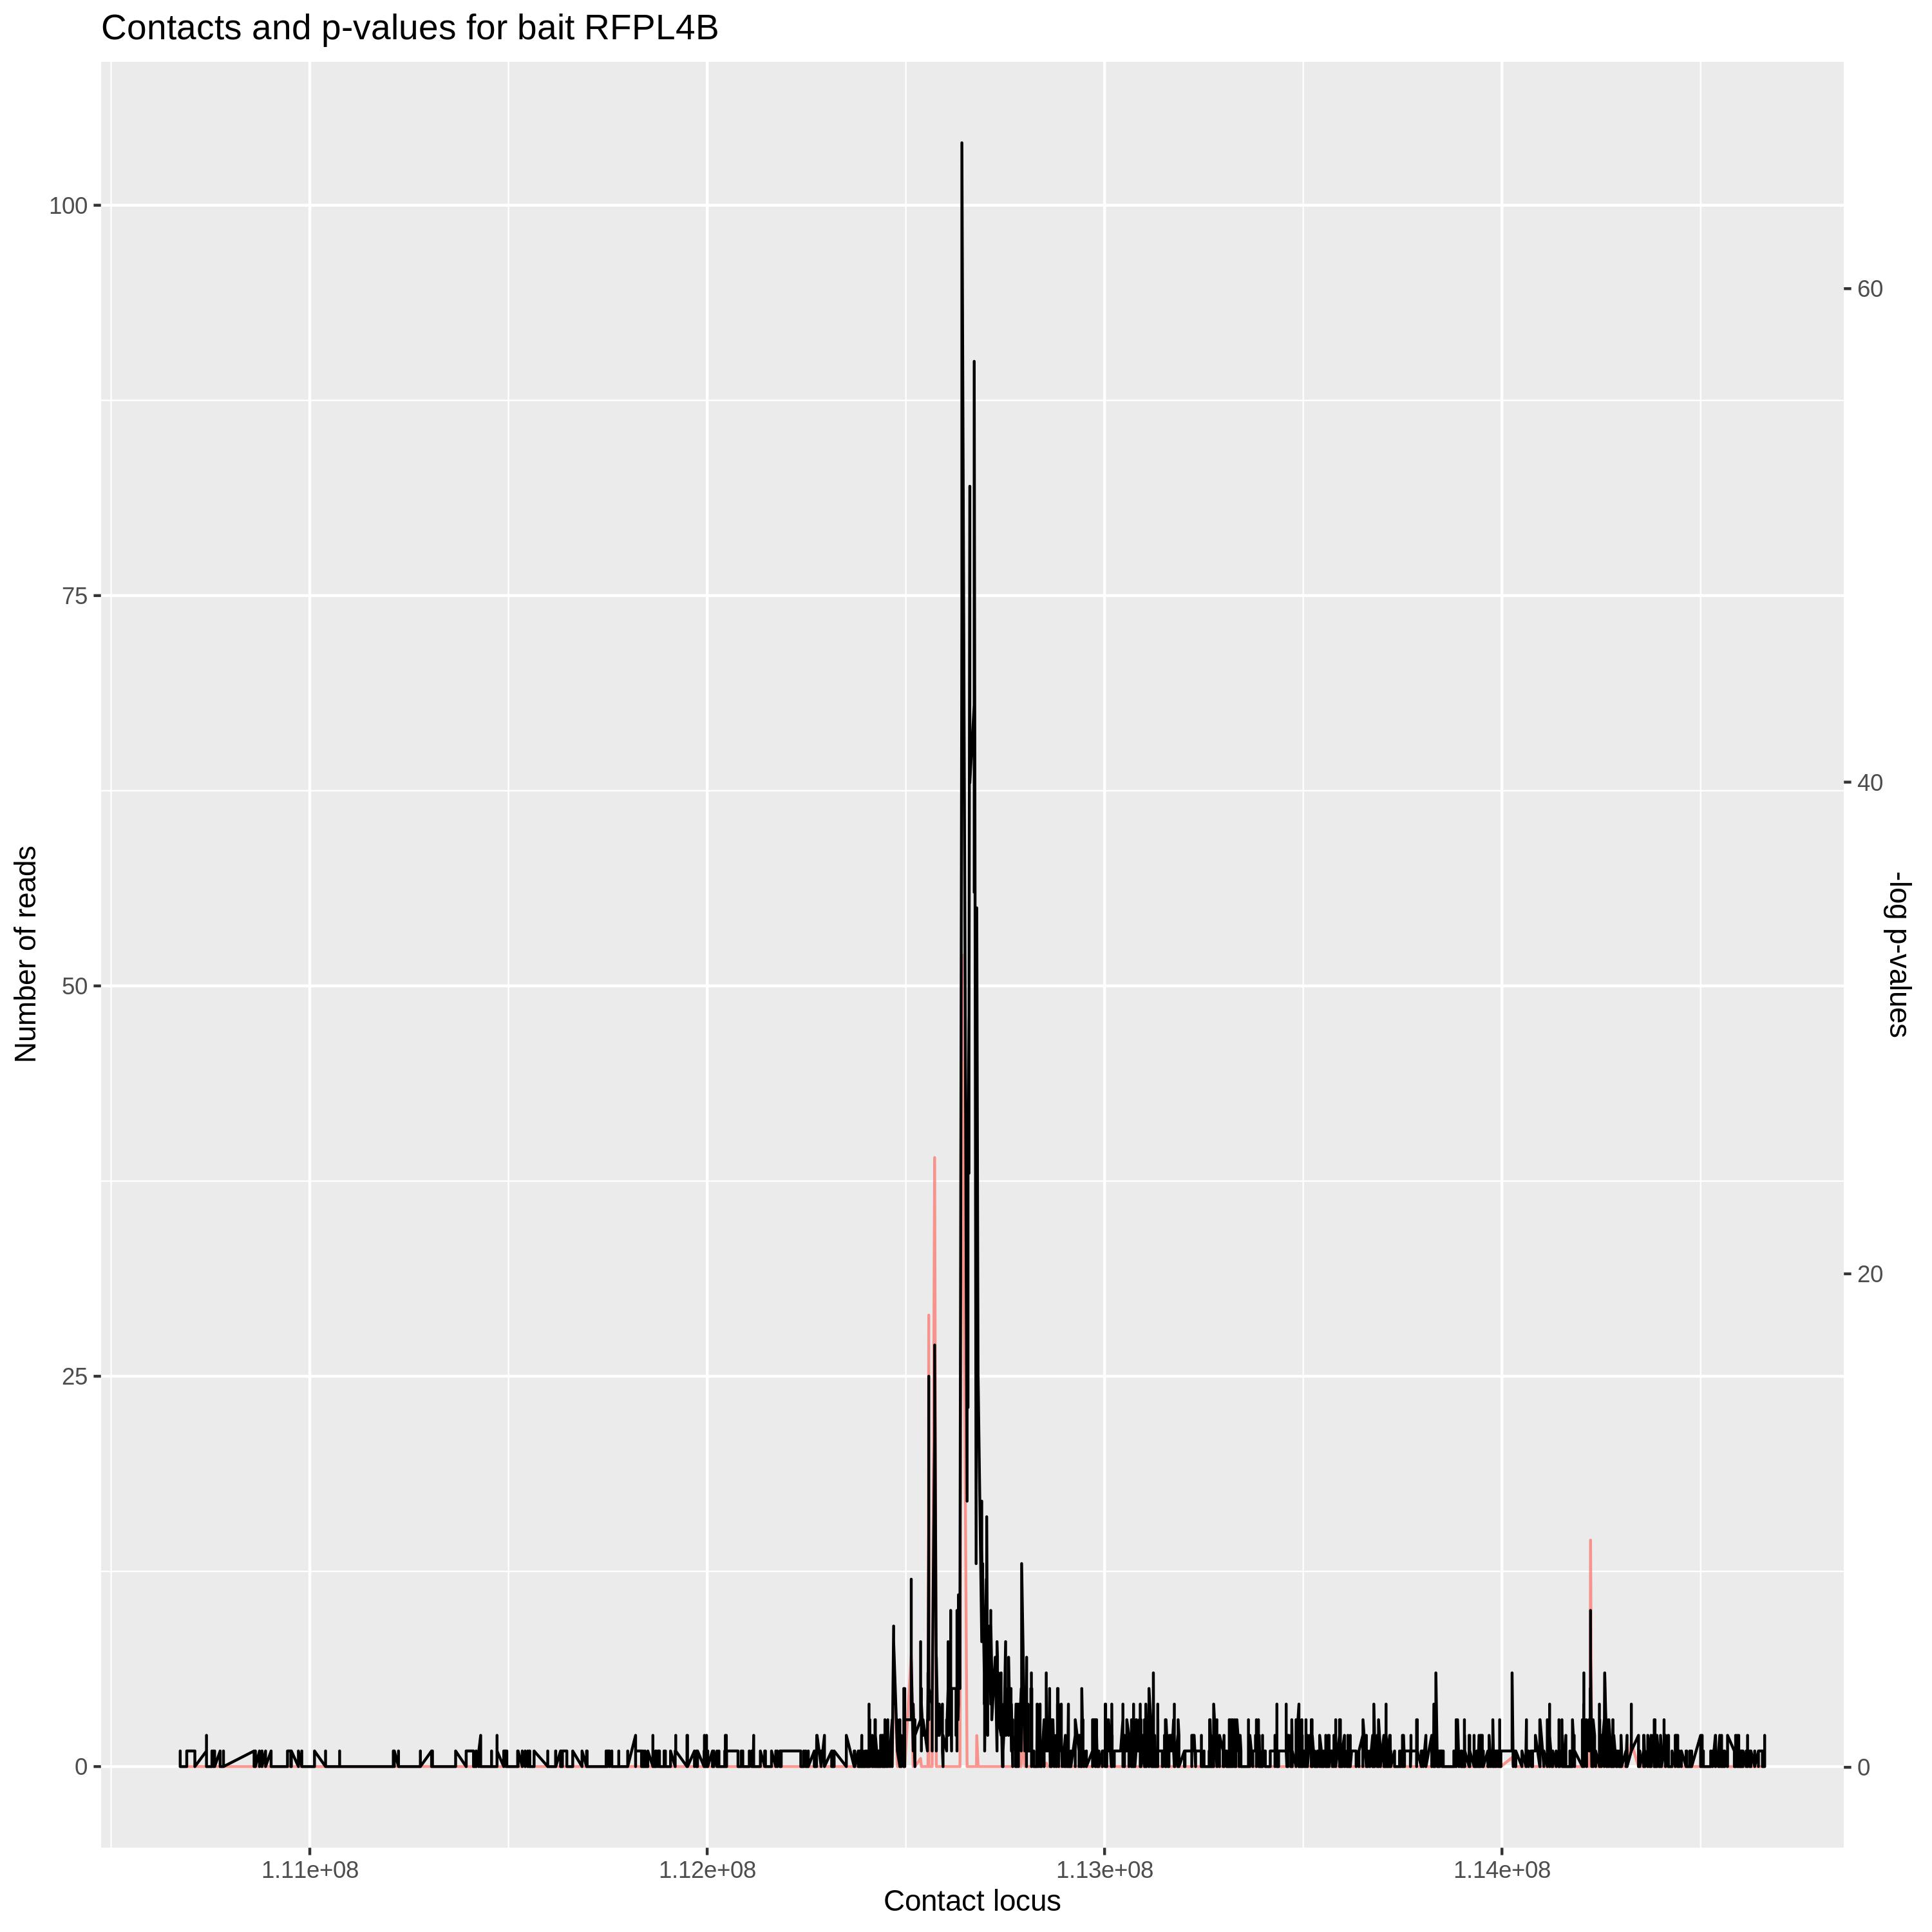 Contacts and p-values for bait RFPL4B
100
75
50
25
0
Number of reads
60
40
20
0
-log p-values
1.11e+08
1.12e+08
1.13e+08
1.14e+08
Contact locus